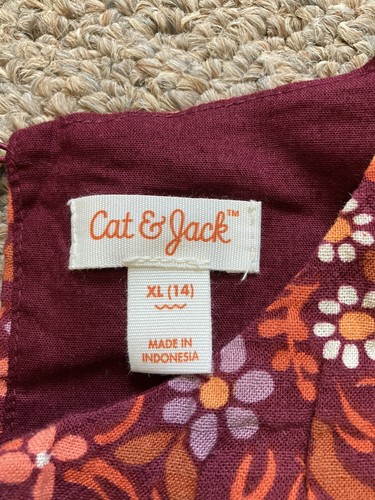 Cat & Jack™
XL (14)
MADE IN
INDONESIA